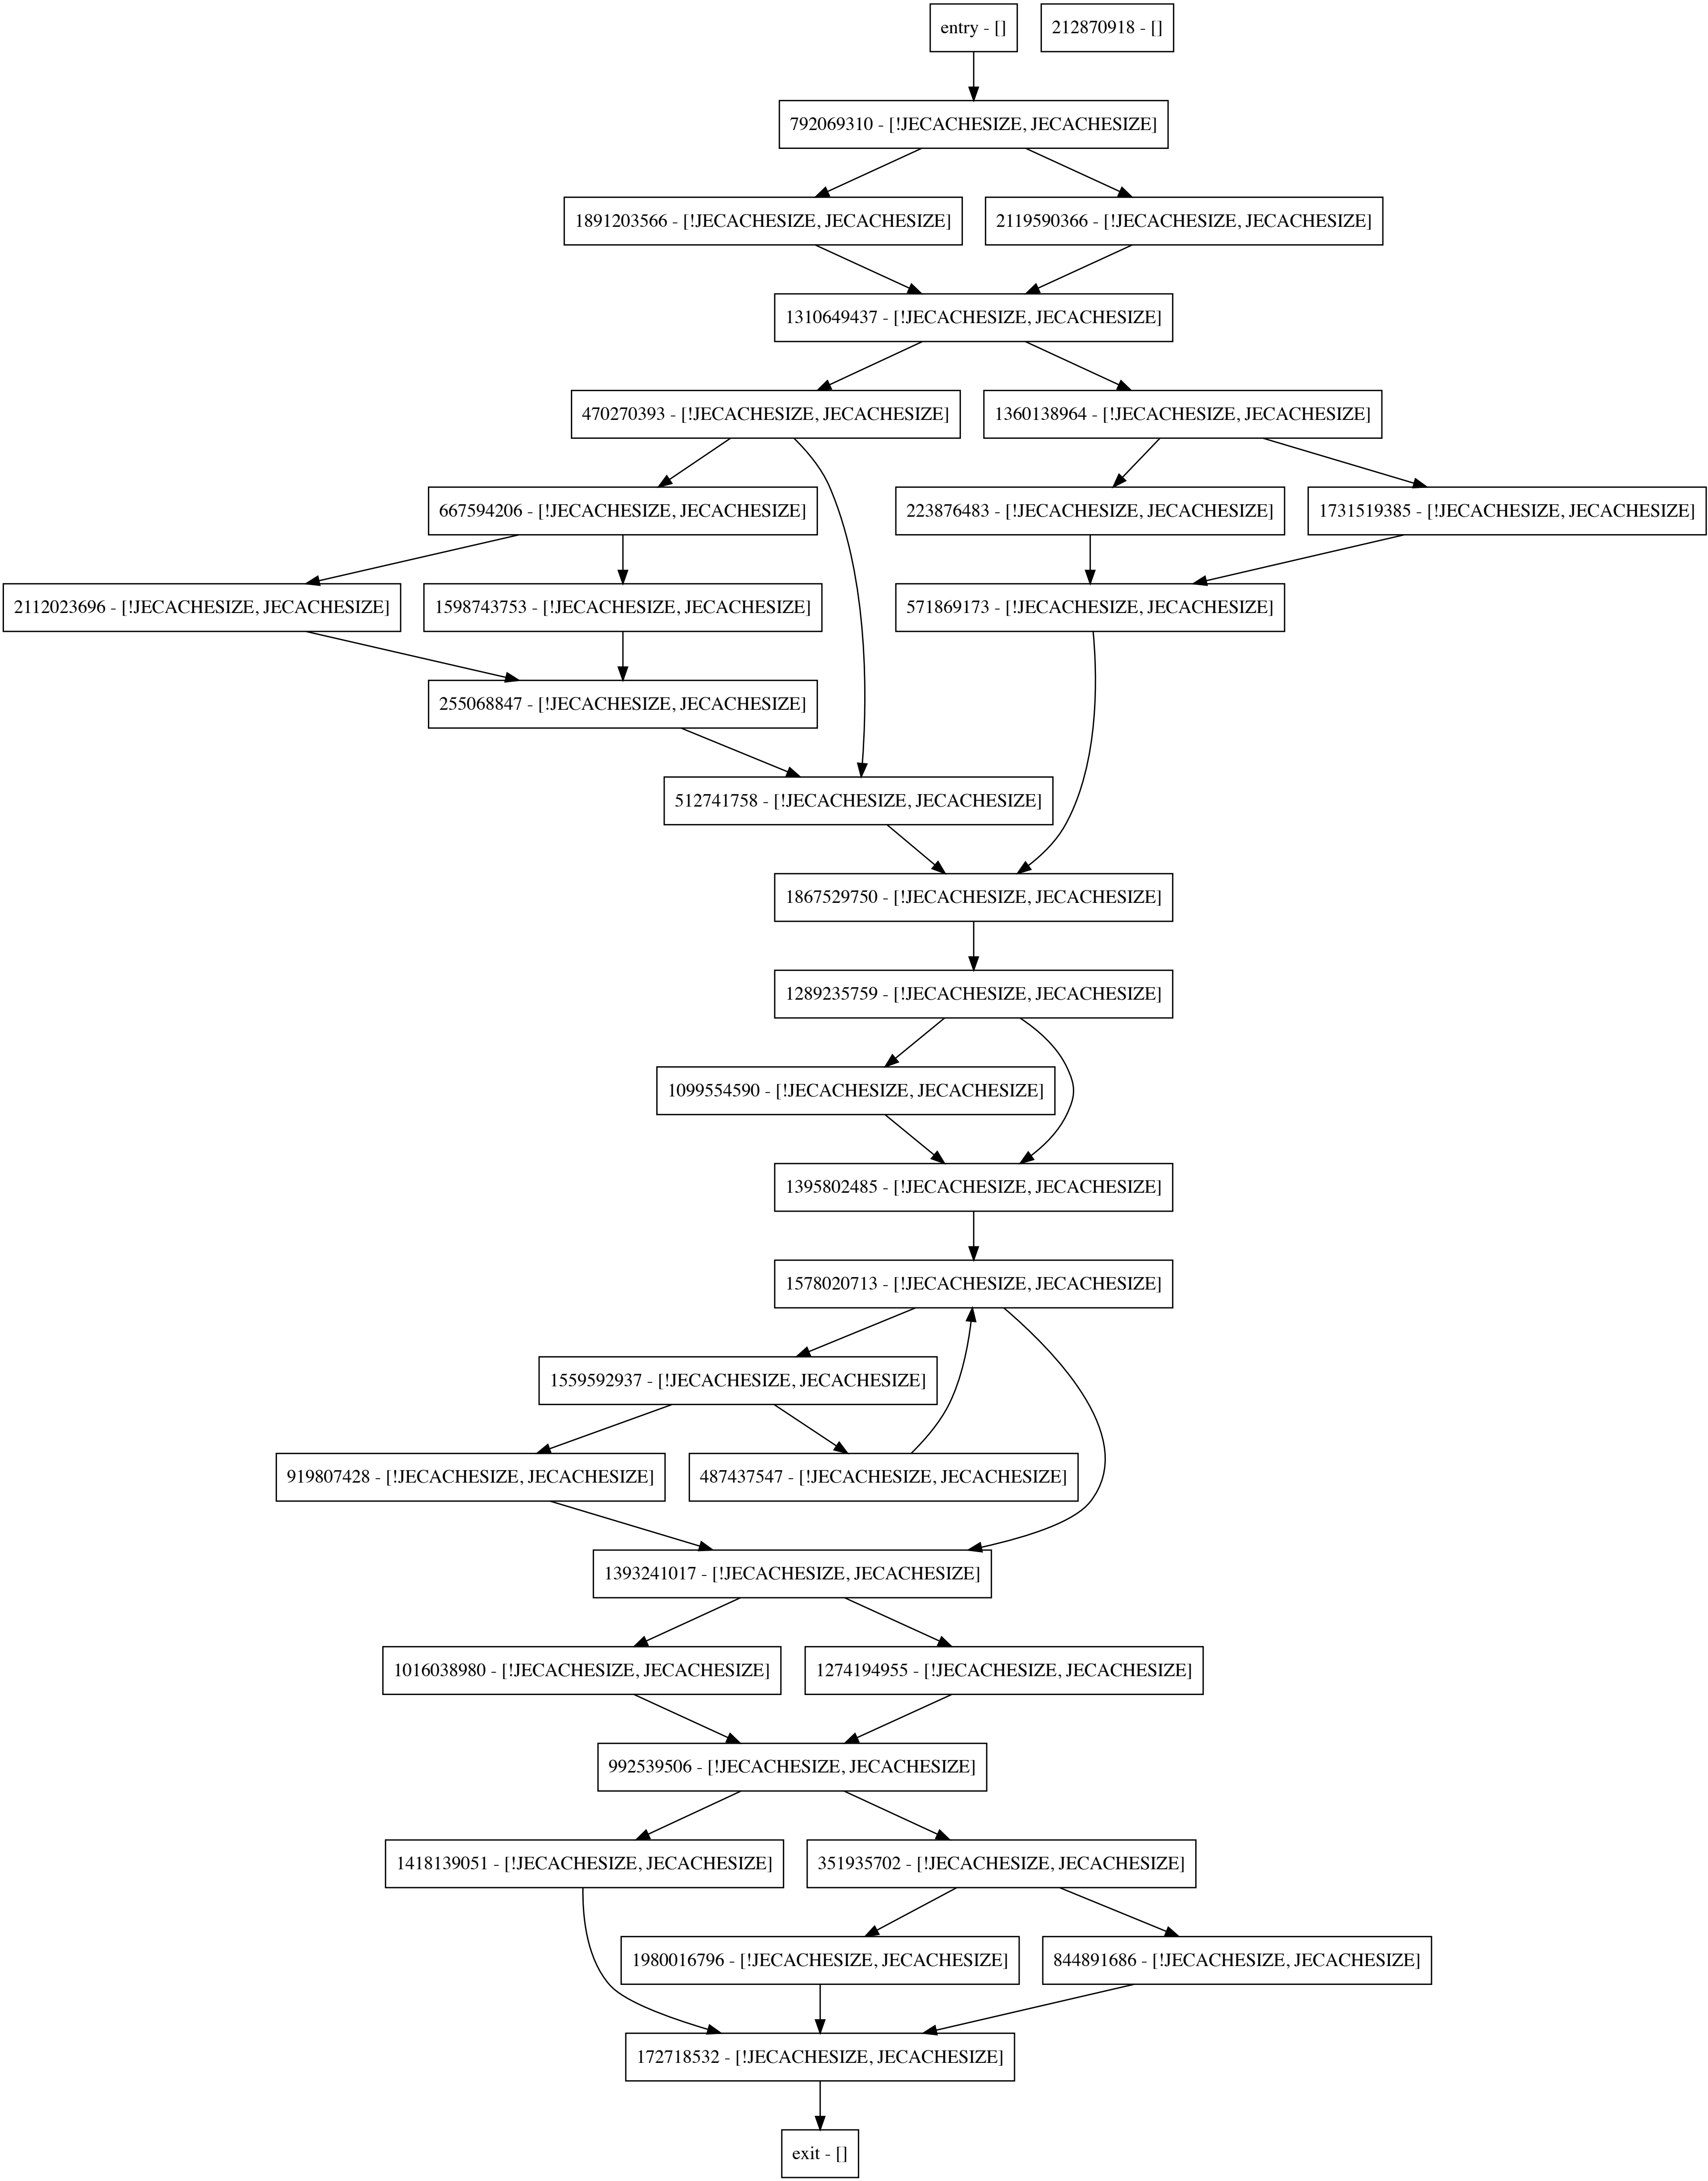 entry - []
212870918 - []
792069310 - [!JECACHESIZE, JECACHESIZE]
1891203566 - [!JECACHESIZE, JECACHESIZE]
2119590366 - [!JECACHESIZE, JECACHESIZE]
1310649437 - [!JECACHESIZE, JECACHESIZE]
470270393 - [!JECACHESIZE, JECACHESIZE]
1360138964 - [!JECACHESIZE, JECACHESIZE]
667594206 - [!JECACHESIZE, JECACHESIZE]
223876483 - [!JECACHESIZE, JECACHESIZE]
1731519385 - [!JECACHESIZE, JECACHESIZE]
2112023696 - [!JECACHESIZE, JECACHESIZE]
1598743753 - [!JECACHESIZE, JECACHESIZE]
571869173 - [!JECACHESIZE, JECACHESIZE]
255068847 - [!JECACHESIZE, JECACHESIZE]
512741758 - [!JECACHESIZE, JECACHESIZE]
1867529750 - [!JECACHESIZE, JECACHESIZE]
1289235759 - [!JECACHESIZE, JECACHESIZE]
1099554590 - [!JECACHESIZE, JECACHESIZE]
1395802485 - [!JECACHESIZE, JECACHESIZE]
1578020713 - [!JECACHESIZE, JECACHESIZE]
1559592937 - [!JECACHESIZE, JECACHESIZE]
919807428 - [!JECACHESIZE, JECACHESIZE]
487437547 - [!JECACHESIZE, JECACHESIZE]
1393241017 - [!JECACHESIZE, JECACHESIZE]
1016038980 - [!JECACHESIZE, JECACHESIZE]
1274194955 - [!JECACHESIZE, JECACHESIZE]
992539506 - [!JECACHESIZE, JECACHESIZE]
1418139051 - [!JECACHESIZE, JECACHESIZE]
351935702 - [!JECACHESIZE, JECACHESIZE]
1980016796 - [!JECACHESIZE, JECACHESIZE]
844891686 - [!JECACHESIZE, JECACHESIZE]
172718532 - [!JECACHESIZE, JECACHESIZE]
exit - []